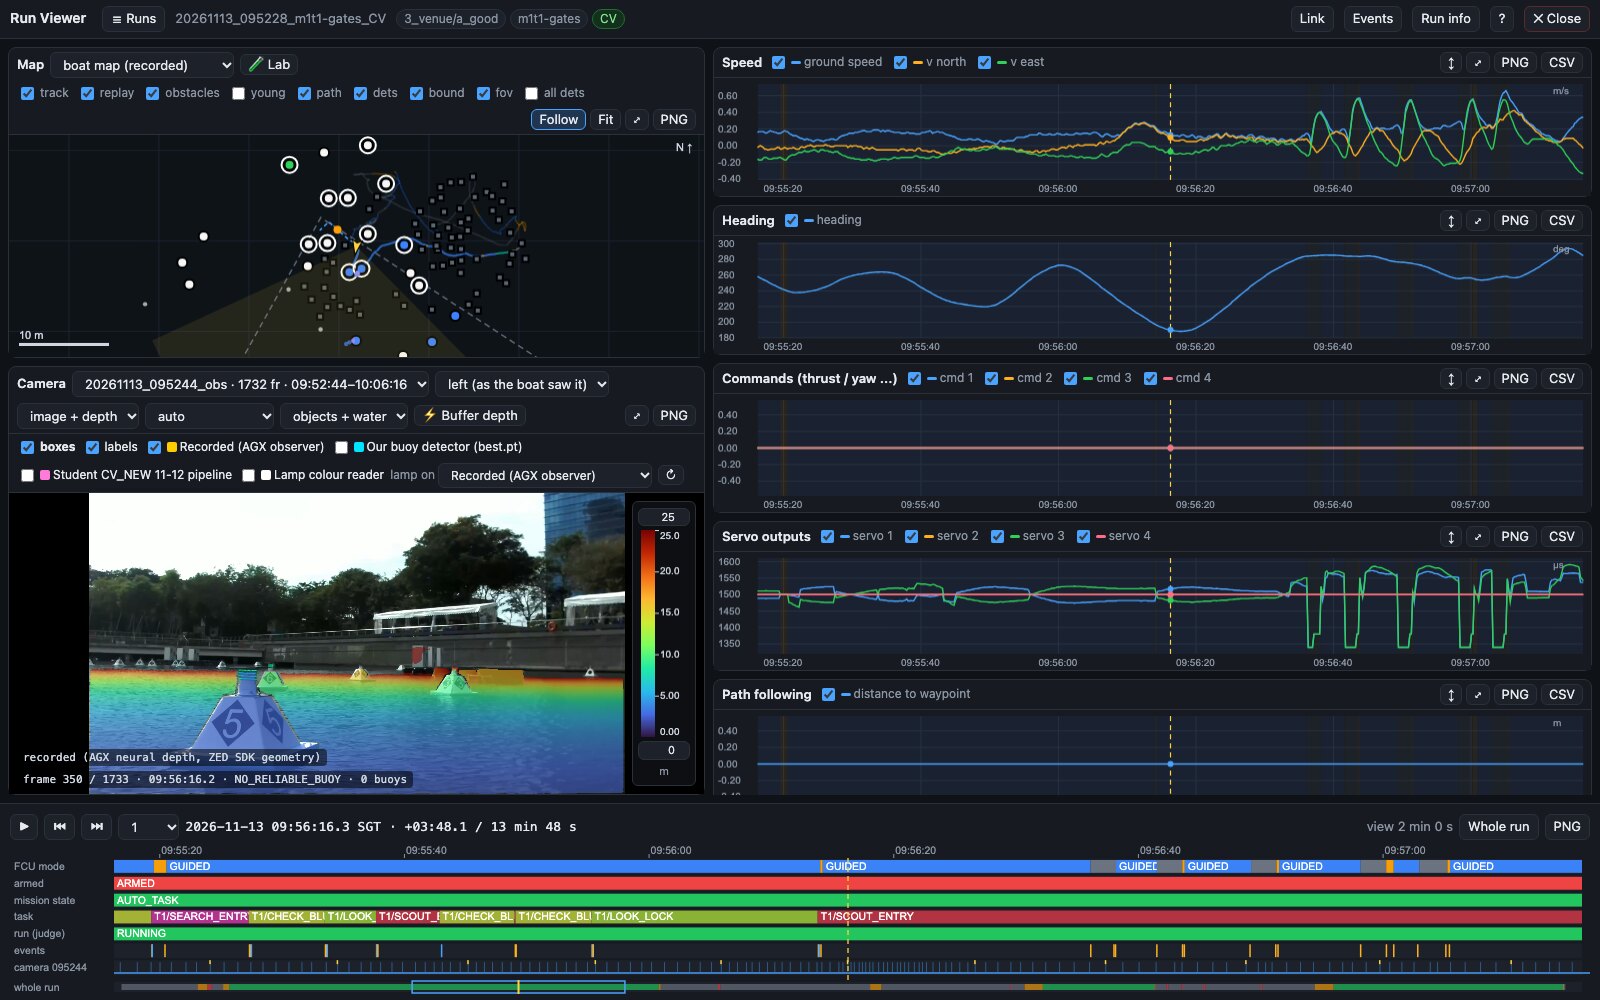 Run Viewer ≡ Runs 20261113_095228_m1t1-gates_CV 3_venue/a_good m1t1-gates CV Link Events Run info ? ✕ Close
Map boat map (recorded) Lab
track replay obstacles young path dets bound fov all dets
Follow Fit PNG
N ↑
10 m
Camera 20261113_095244_obs · 1732 fr · 09:52:44–10:06:16 left (as the boat saw it)
image + depth auto objects + water ⚡ Buffer depth PNG
boxes labels Recorded (AGX observer) Our buoy detector (best.pt)
Student CV_NEW 11-12 pipeline Lamp colour reader lamp on Recorded (AGX observer)
5 5
recorded (AGX neural depth, ZED SDK geometry)
frame 350 / 1733 · 09:56:16.2 · NO_RELIABLE_BUOY · 0 buoys
25
25.0
20.0
15.0
10.0
5.00
0.00
0
m
Speed ground speed v north v east PNG CSV
m/s
0.60
0.40
0.20
0.00
-0.20
-0.40
09:55:20 09:55:40 09:56:00 09:56:20 09:56:40 09:57:00
Heading heading PNG CSV
deg
300
280
260
240
220
200
180
09:55:20 09:55:40 09:56:00 09:56:20 09:56:40 09:57:00
Commands (thrust / yaw ...) cmd 1 cmd 2 cmd 3 cmd 4 PNG CSV
0.40
0.20
0.00
-0.20
-0.40
09:55:20 09:55:40 09:56:00 09:56:20 09:56:40 09:57:00
Servo outputs servo 1 servo 2 servo 3 servo 4 PNG CSV
µs
1600
1550
1500
1450
1400
1350
09:55:20 09:55:40 09:56:00 09:56:20 09:56:40 09:57:00
Path following distance to waypoint PNG CSV
m
0.40
0.20
0.00
-0.20
-0.40
1 2026-11-13 09:56:16.3 SGT · +03:48.1 / 13 min 48 s view 2 min 0 s Whole run PNG
09:55:20 09:55:40 09:56:00 09:56:20 09:56:40 09:57:00
FCU mode GUIDED GUIDED GUIDED GUIDED GUIDED GUIDED
armed ARMED
mission state AUTO_TASK
task T1/SEARCH_ENTR T1/CHECK_BLI T1/LOOK_ T1/SCOUT_E T1/CHECK_BL T1/CHECK_BLI T1/LOOK_LOCK T1/SCOUT_ENTRY
run (judge) RUNNING
events
camera 095244
whole run